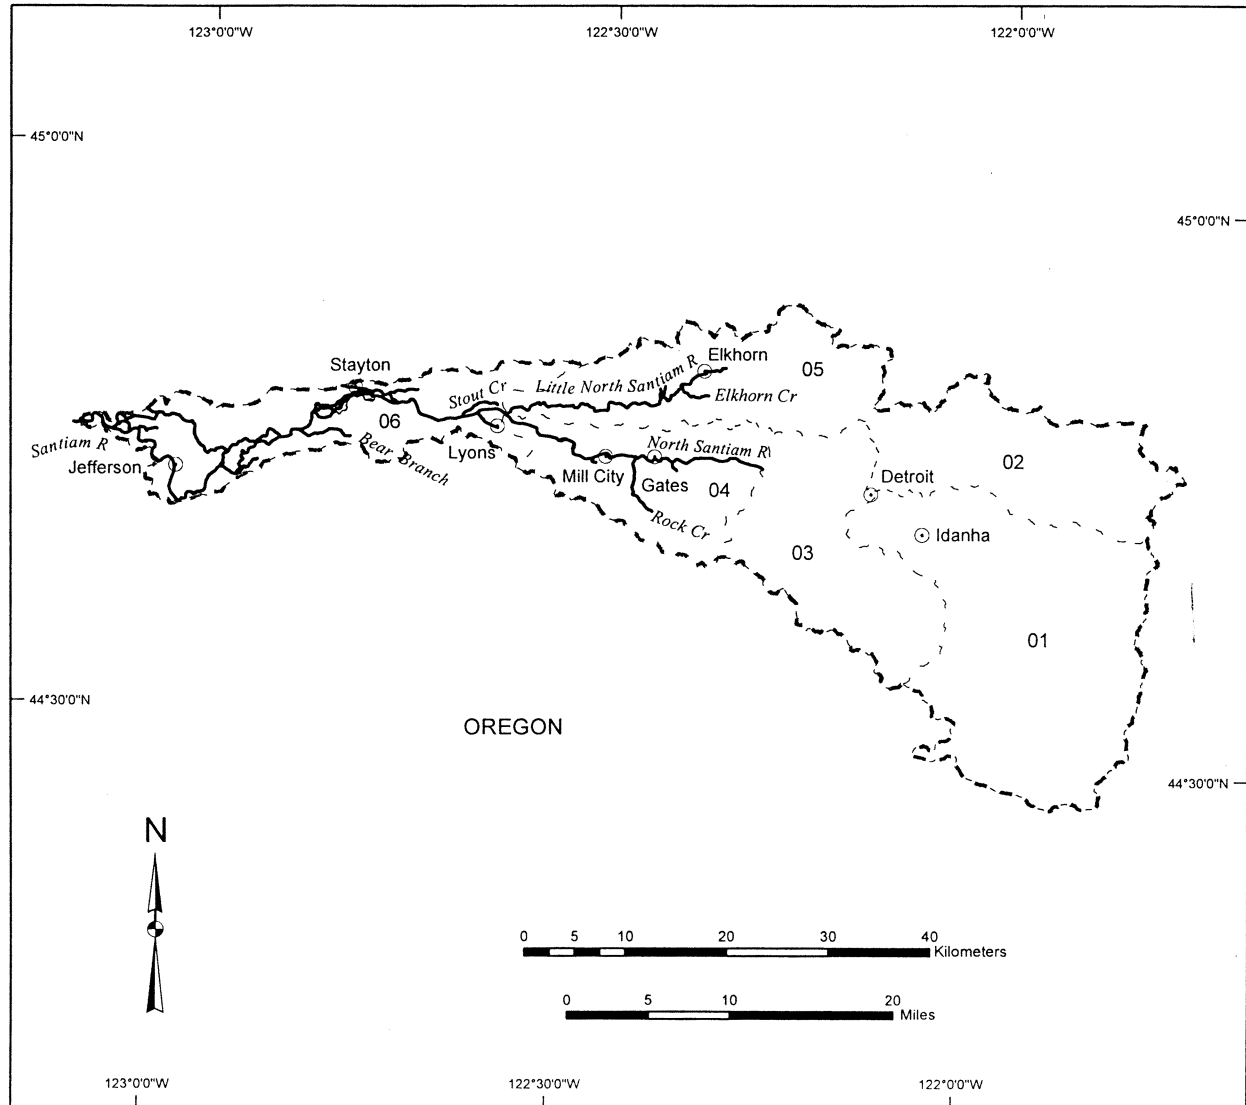 123°0'0"W
122°30'0"W
122°0'0"W
45°0'0"N
45°0'0"N
Stayton
Elkhorn
05
Little North Santiam R
Stout Cr
Elkhorn Cr
06
Santiam R
Jefferson
Bear Branch
Lyons
North Santiam R
02
Mill City
Gates
04
Detroit
Rock Cr
Idanha
03
01
44°30'0"N
OREGON
44°30'0"N
N
0 5 10 20 30 40
Kilometers
0 5 10 20
Miles
123°0'0"W
122°30'0"W
122°0'0"W